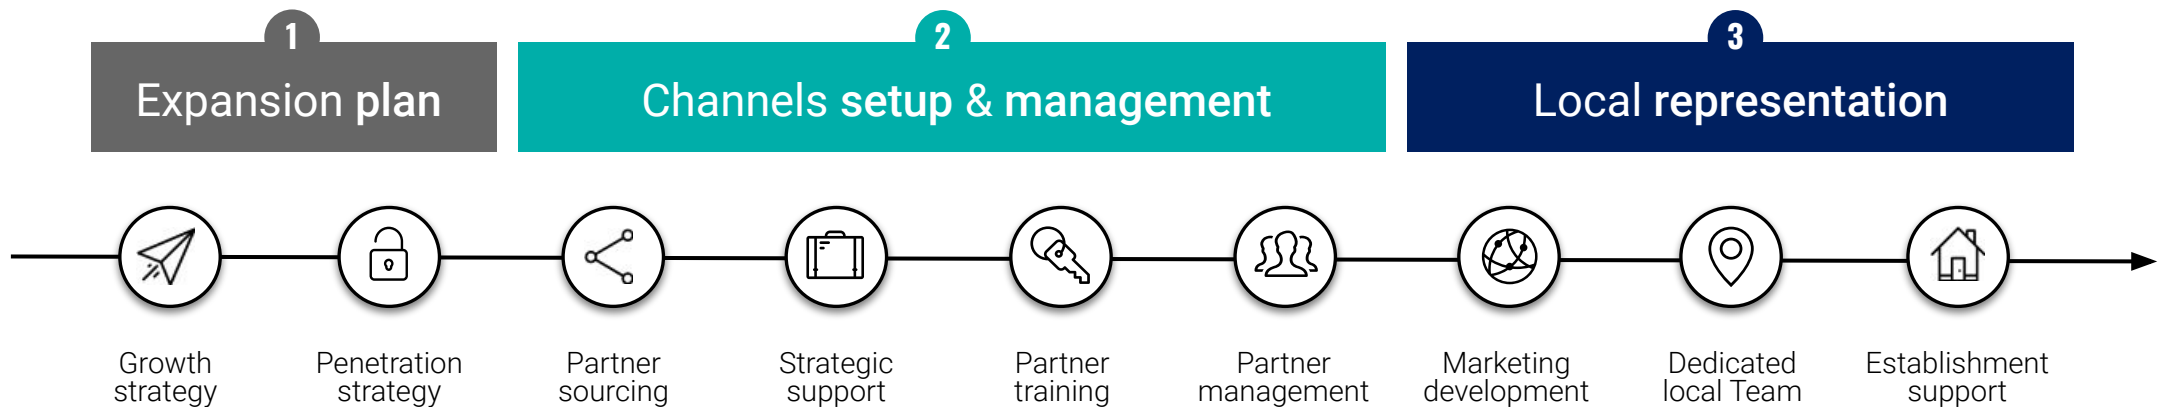 1
Expansion plan
2
Channels setup & management
3
Local representation
Growth
strategy
Penetration
strategy
Partner
sourcing
Strategic
support
Partner
training
Partner
management
Marketing
development
Dedicated
local Team
Establishment
support